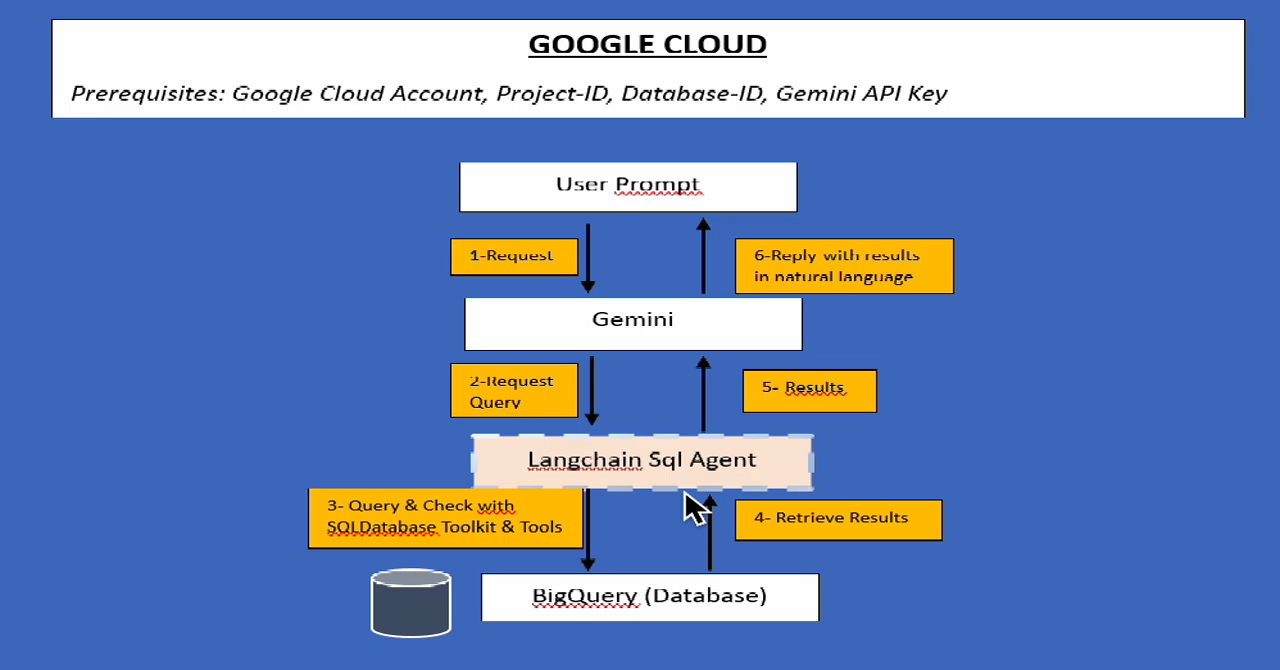 GOOGLE CLOUD
Prerequisites: Google Cloud Account, Project-ID, Database-ID, Gemini API Key
User Prompt
1-Request
6-Reply with results
in natural language
Gemini
2-Request
Query
5- Results
Langchain Sql Agent
3- Query & Check with
SQLDatabase Toolkit & Tools
4- Retrieve Results
BigQuery (Database)